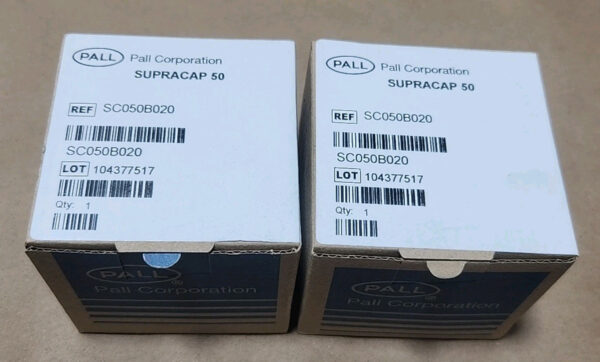 PALL Pall Corporation
SUPRACAP 50
REF SC050B020
SC050B020
LOT 104377517
Qty: 1
PALL ®
Pall Corporation
PALL Pall Corporation
SUPRACAP 50
REF SC050B020
SC050B020
LOT 104377517
Qty: 1
PALL ®
Pall Corporation